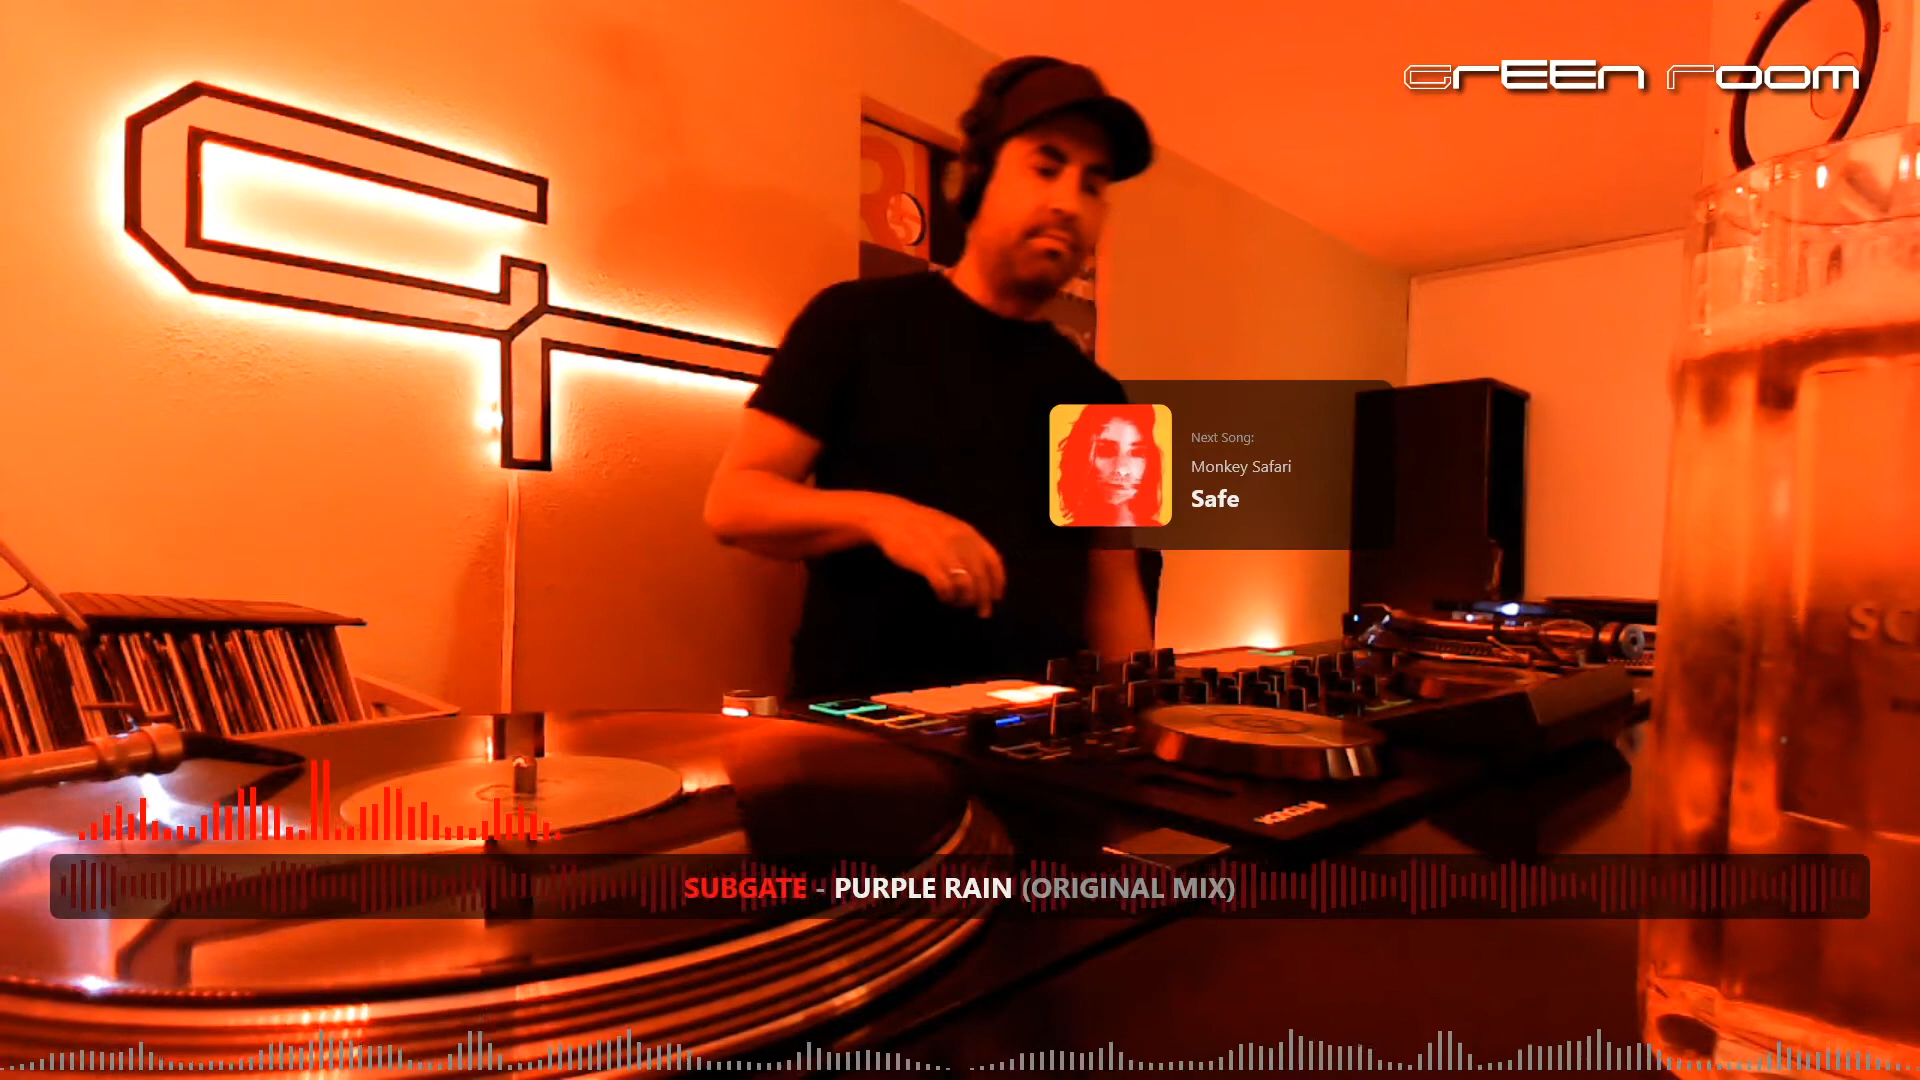 GrEEn room
Next Song:
Monkey Safari
Safe
SUBGATE - PURPLE RAIN (ORIGINAL MIX)